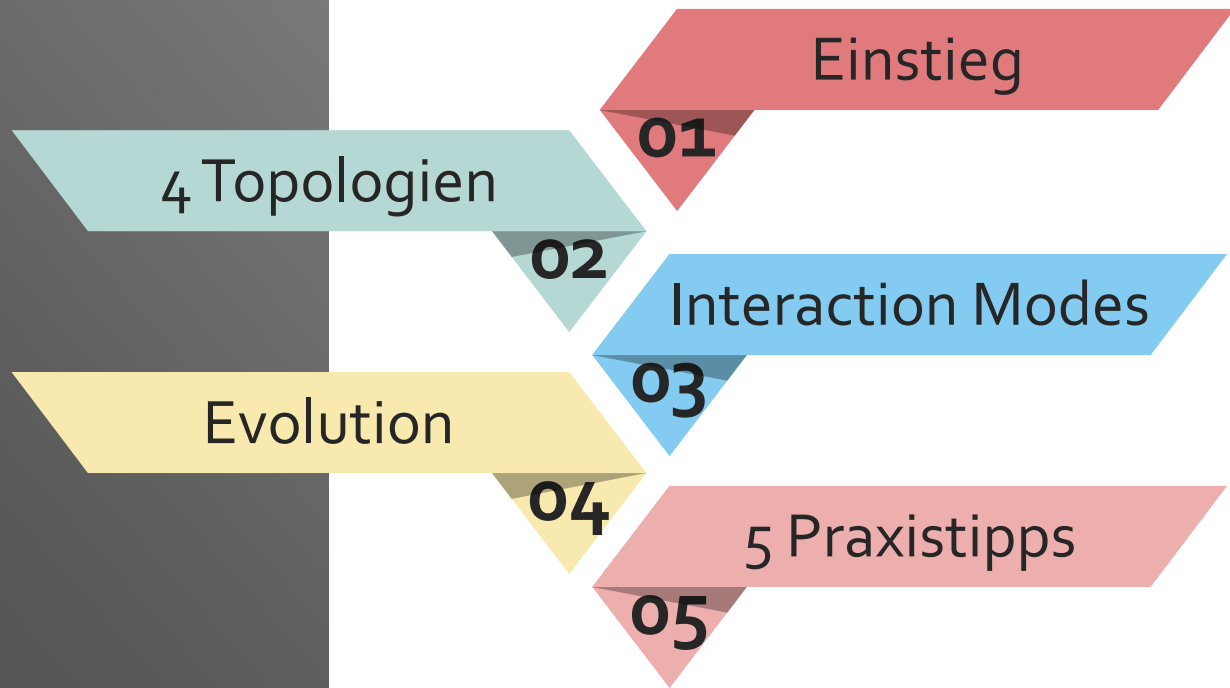 Einstieg
01
4 Topologien
02
Interaction Modes
03
Evolution
04
5 Praxistipps
05